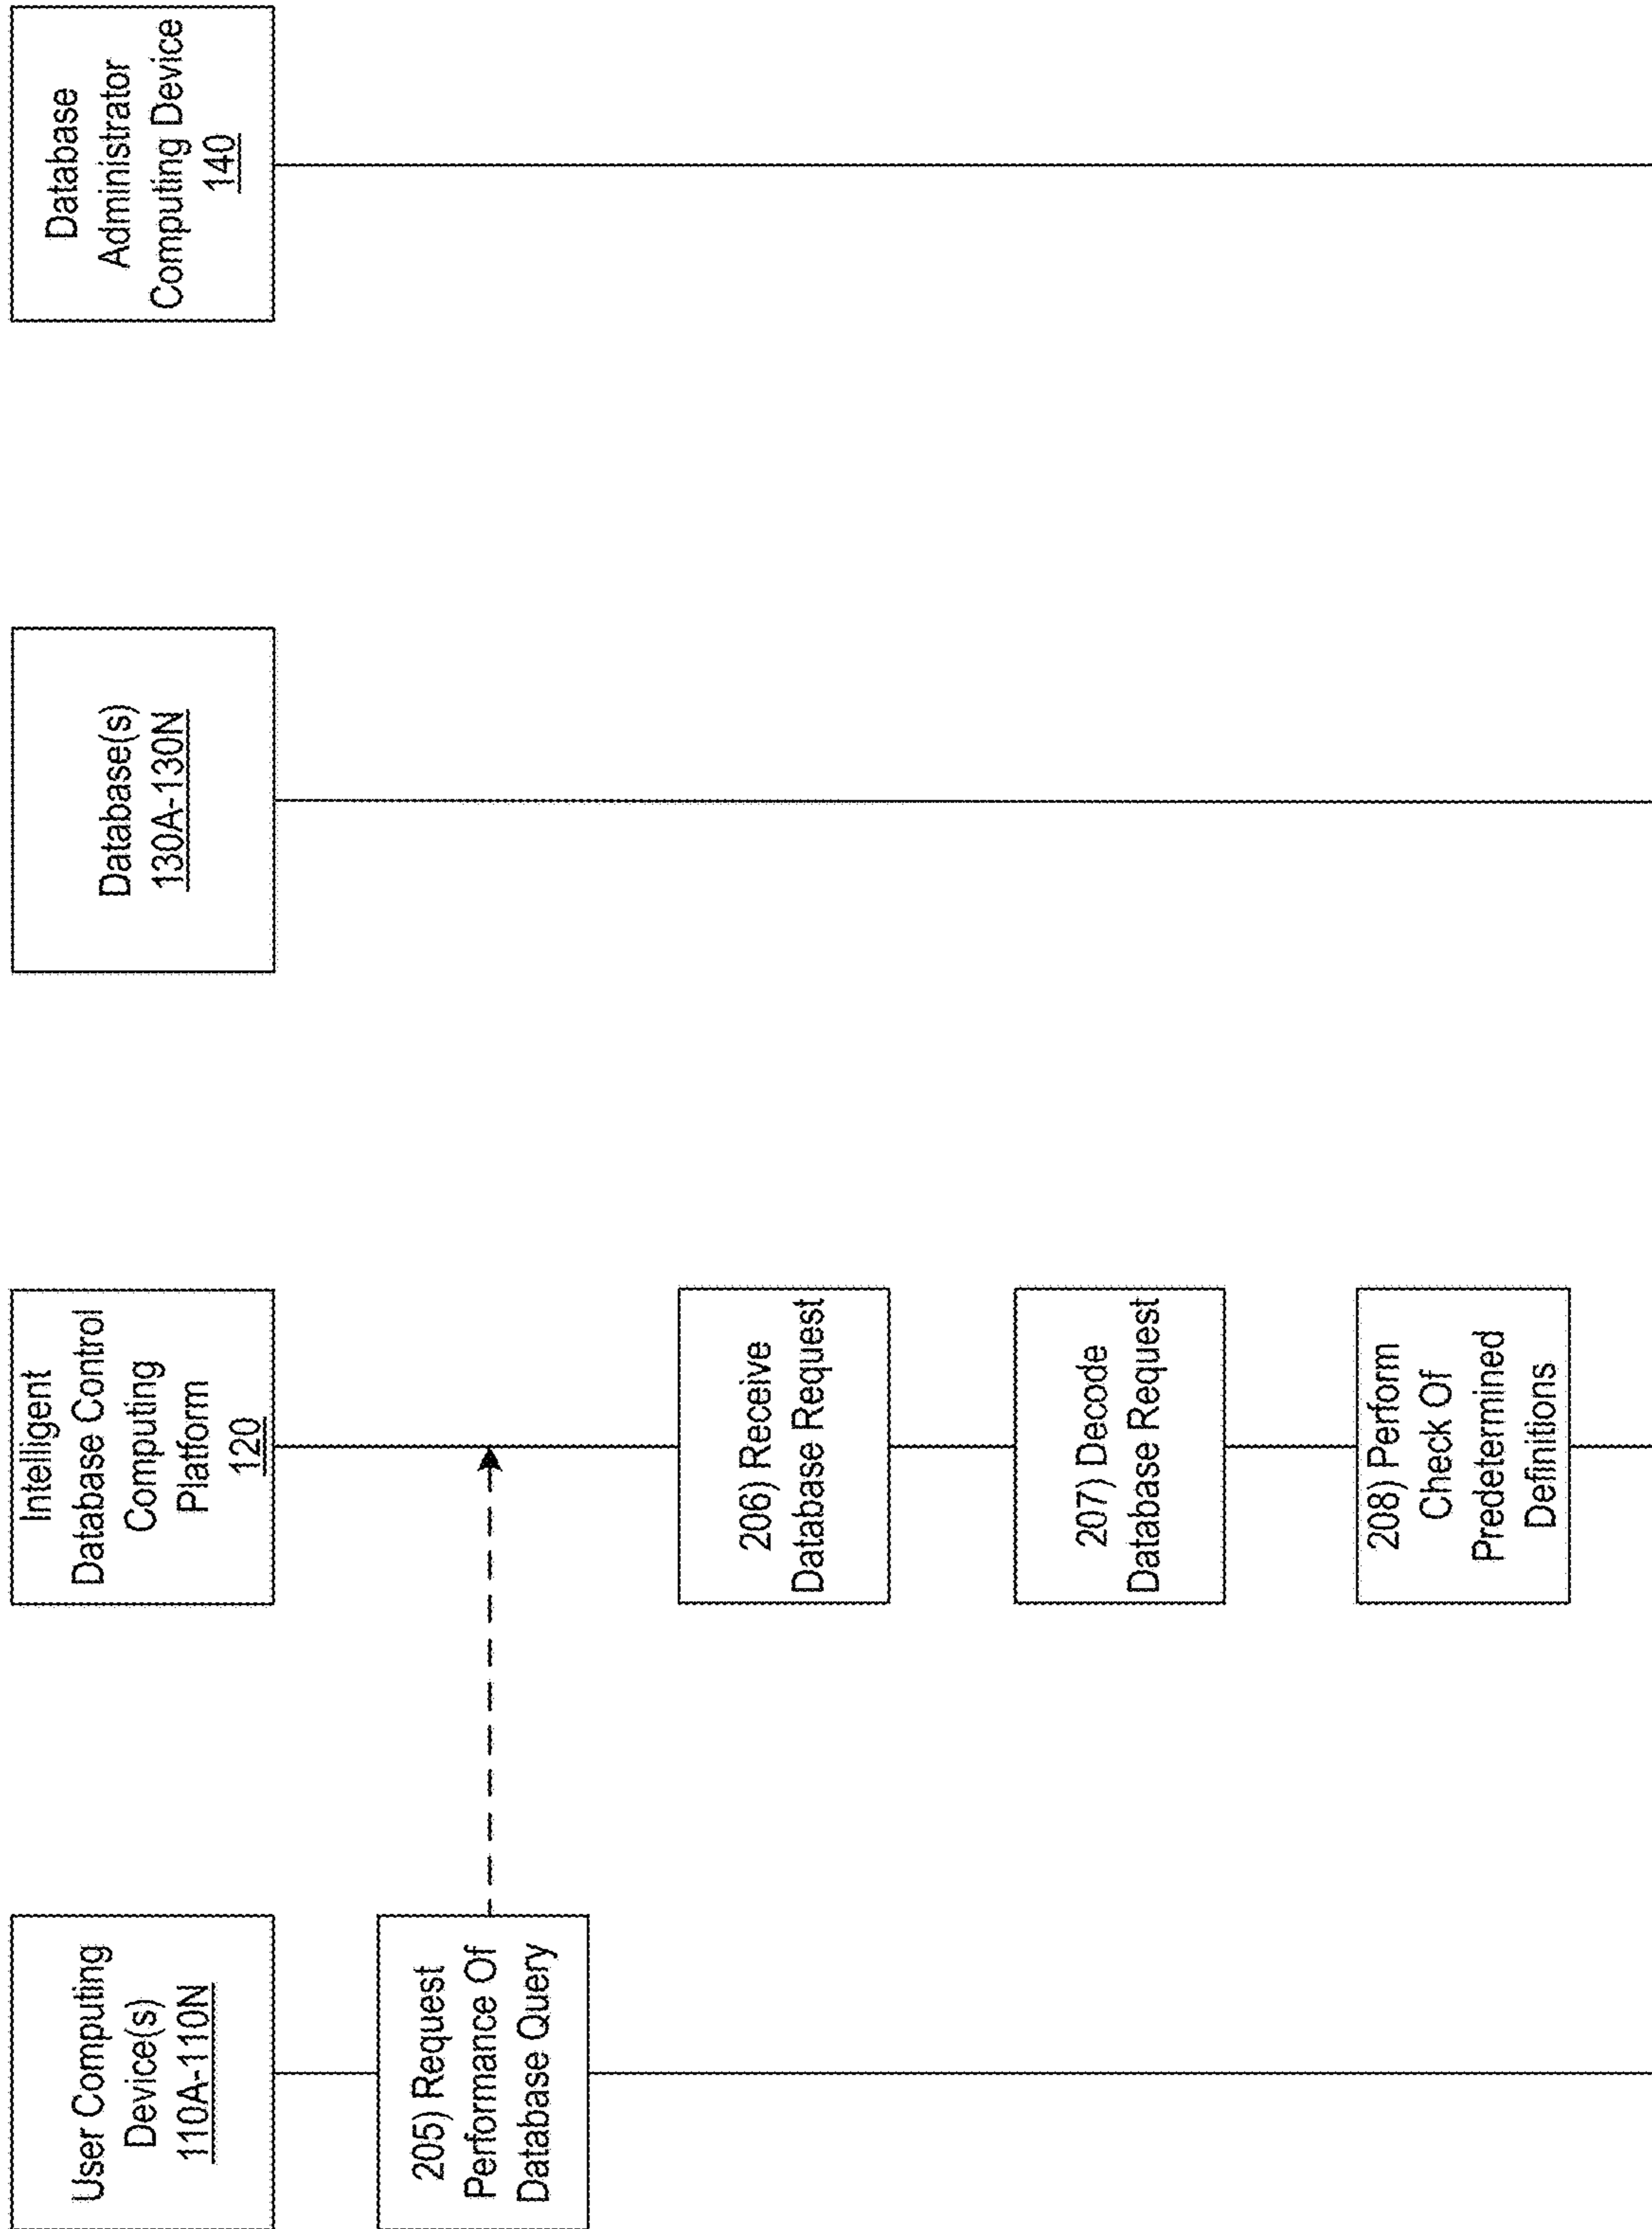 User Computing
Device(s)
110A-110N
Intelligent
Database Control
Computing
Platform
120
Database(s)
130A-130N
Database
Administrator
Computing Device
140
205) Request
Performance Of
Database Query
206) Receive
Database Request
207) Decode
Database Request
208) Perform
Check Of
Predetermined
Definitions